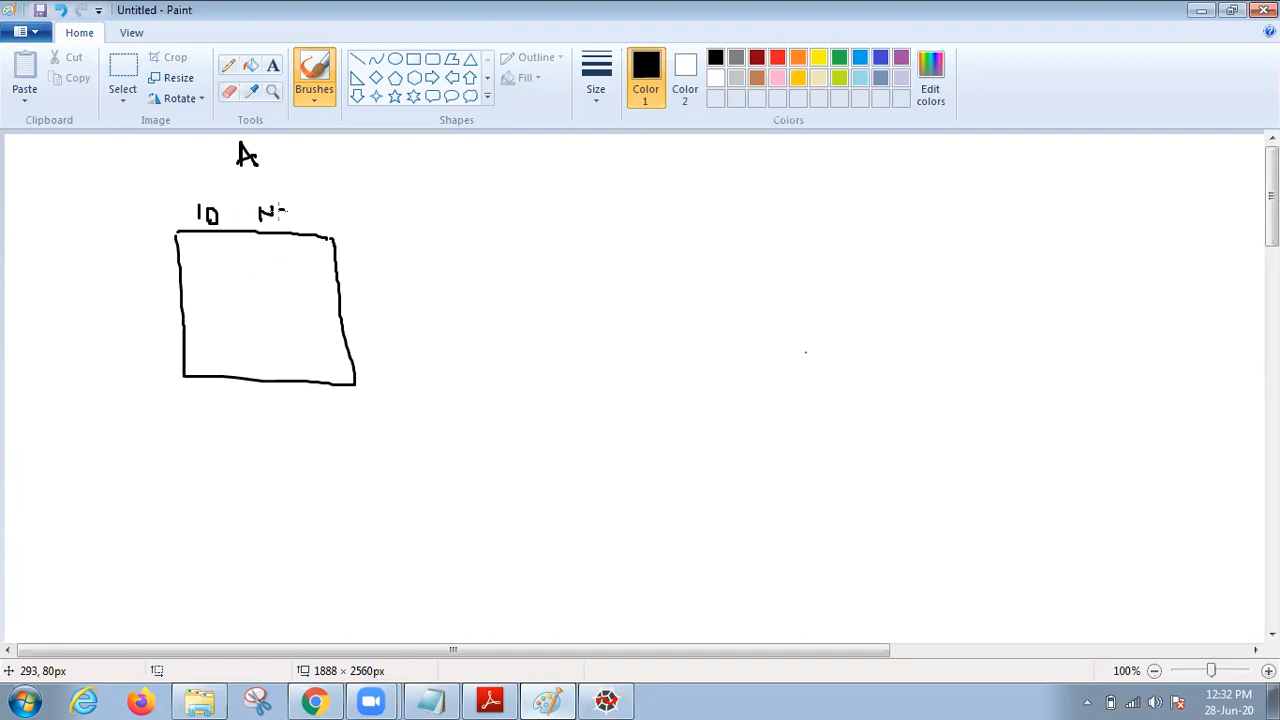 Untitled - Paint
Home View
Paste
Cut
Copy
Clipboard
Select
Crop
Resize
Rotate
Image
A
Tools
Brushes
Shapes
Outline
Fill
Size
Color 1
Color 2
Edit colors
Colors
A
ID
293, 80px
1888 × 2560px
100%
12:32 PM
28-Jun-20